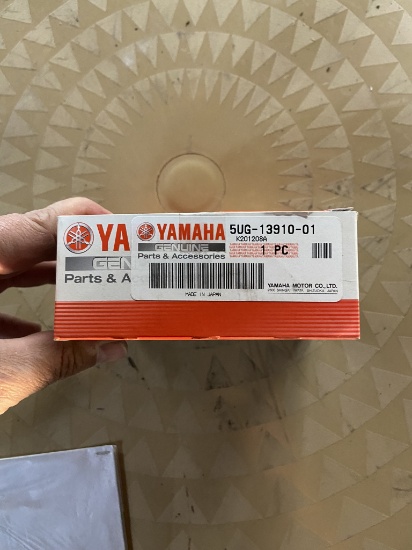 YA
GEN
Parts & A
YAMAHA
GENUINE
Parts & Accessories
5UG-13910-01
K201208A
1 PC
MADE IN JAPAN
YAMAHA MOTOR CO.,LTD.